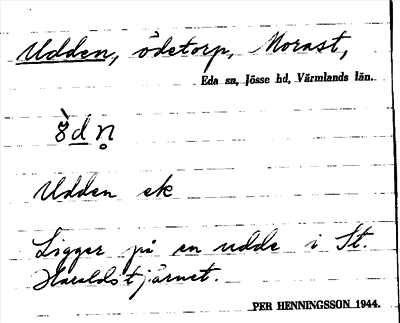 Udden, ödetorp, Morast,
Eda sn, Jösse hd, Värmlands län.
Udden ek
Ligger på en udde i St.
Haraldstjärnet.
PER HENNINGSSON 1944.